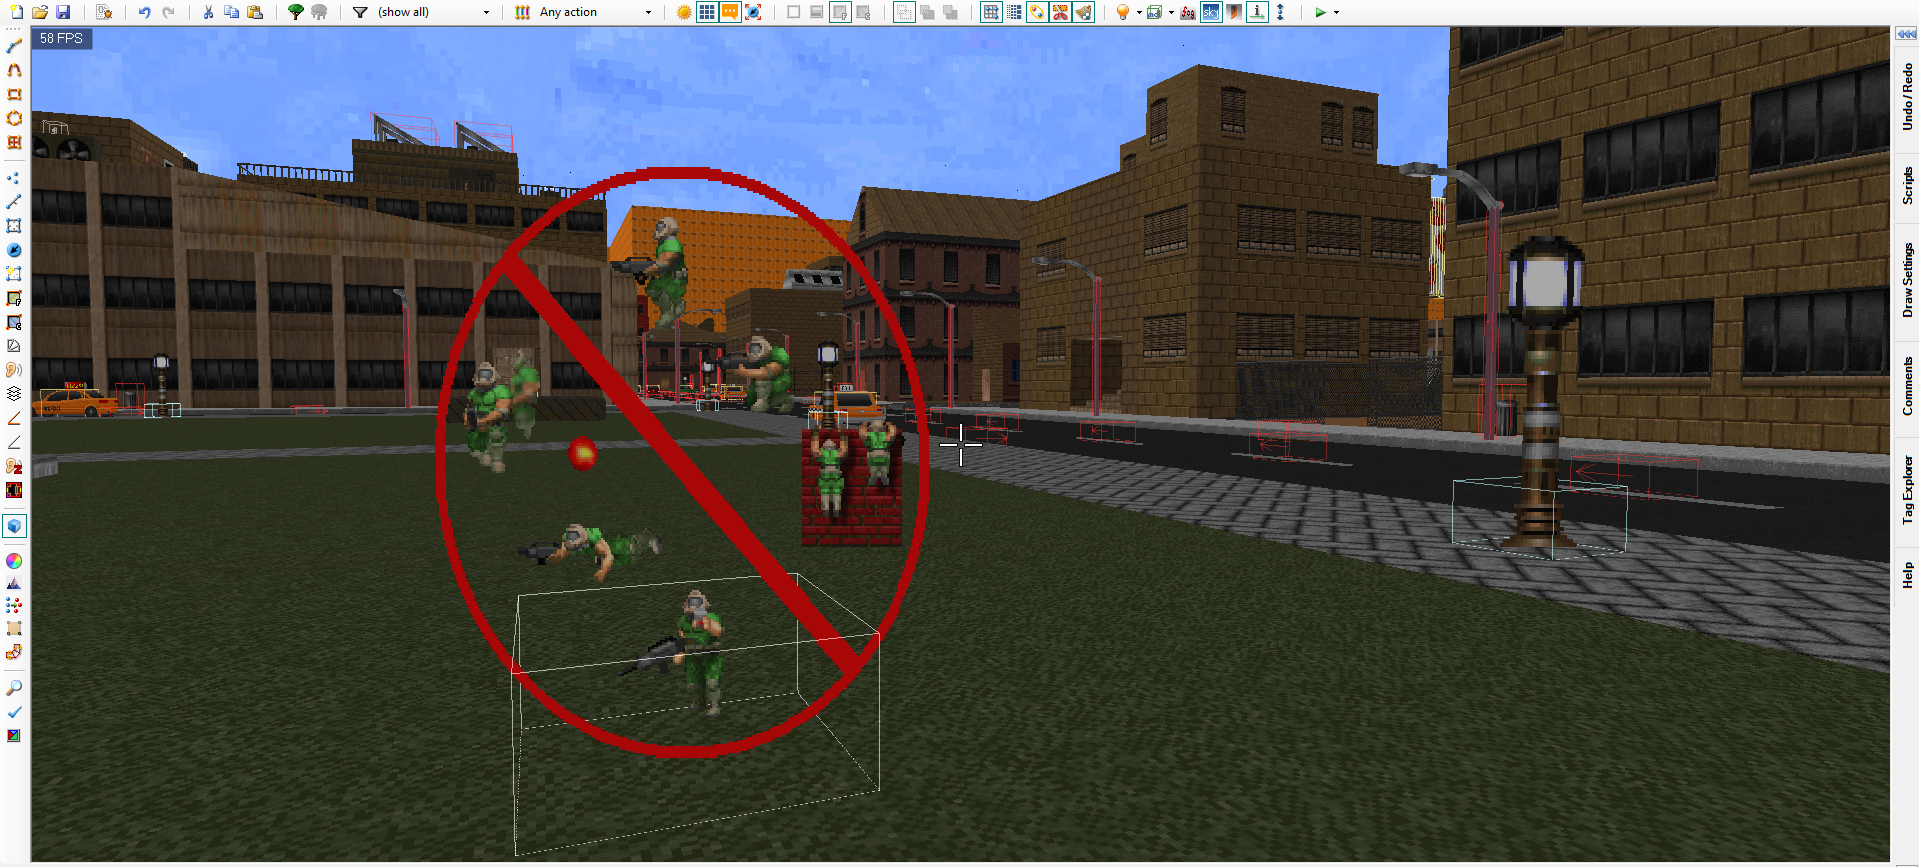 (show all)
Any action
58 FPS
Undo / Redo
Scripts
Draw Settings
Comments
Tag Explorer
Help